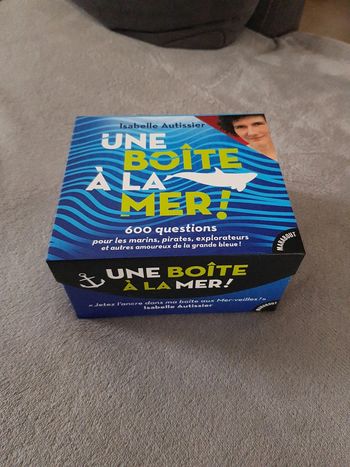 Isabelle Autissier
UNE
BOÎTE
À LA
MER!
600 questions
pour les marins, pirates, explorateurs
et autres amoureux de la grande bleue !
MARABOUT
UNE BOÎTE
À LA MER!
« Jetez l'ancre dans ma boîte aux Mer-veilles ! »
Isabelle Autissier
MARABOUT